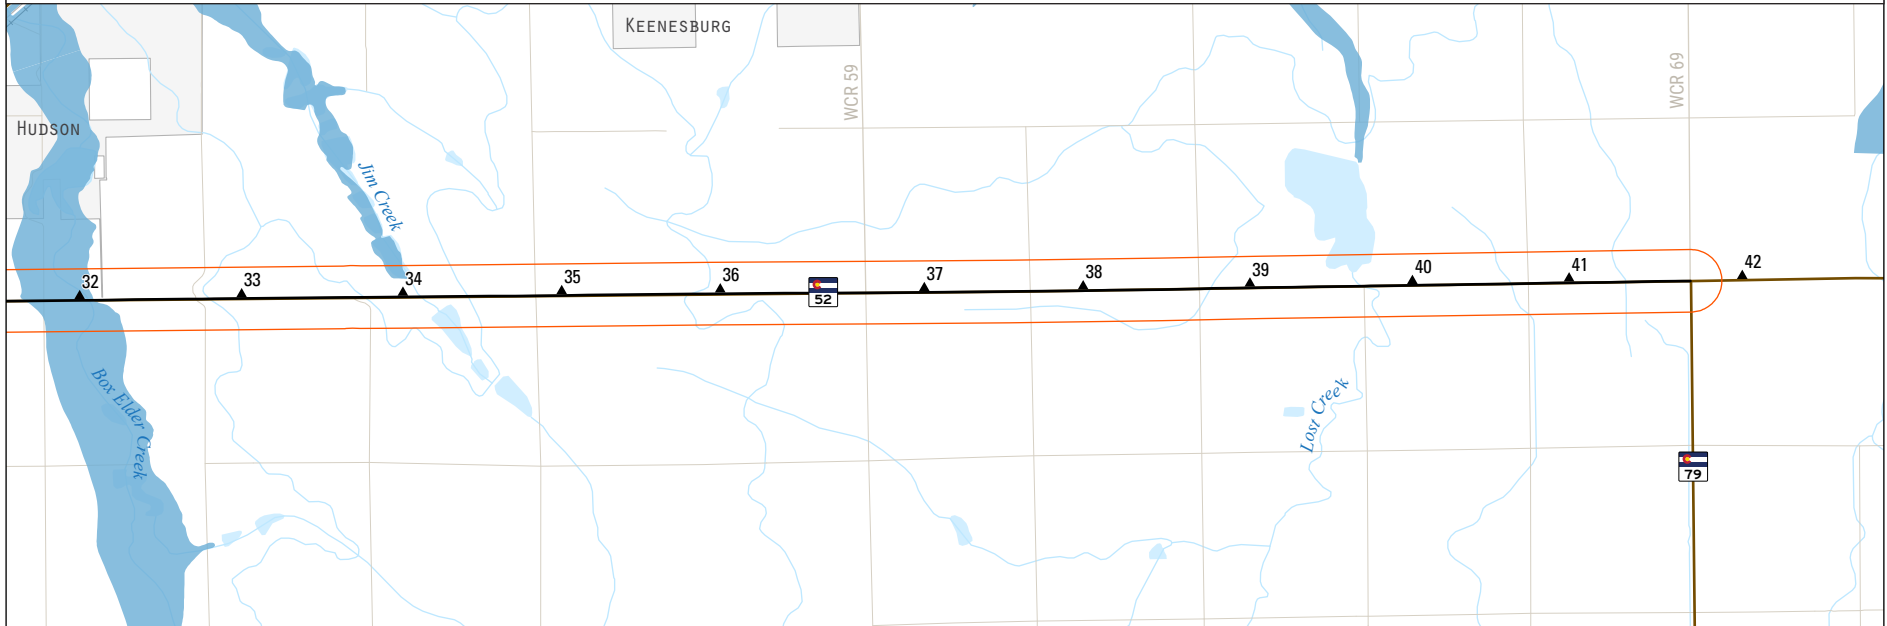 KEENESBURG
WCR 59
WCR 69
HUDSON
Jim Creek
32
33
34
35
36
52
37
38
39
40
41
42
Box Elder Creek
Lost Creek
79